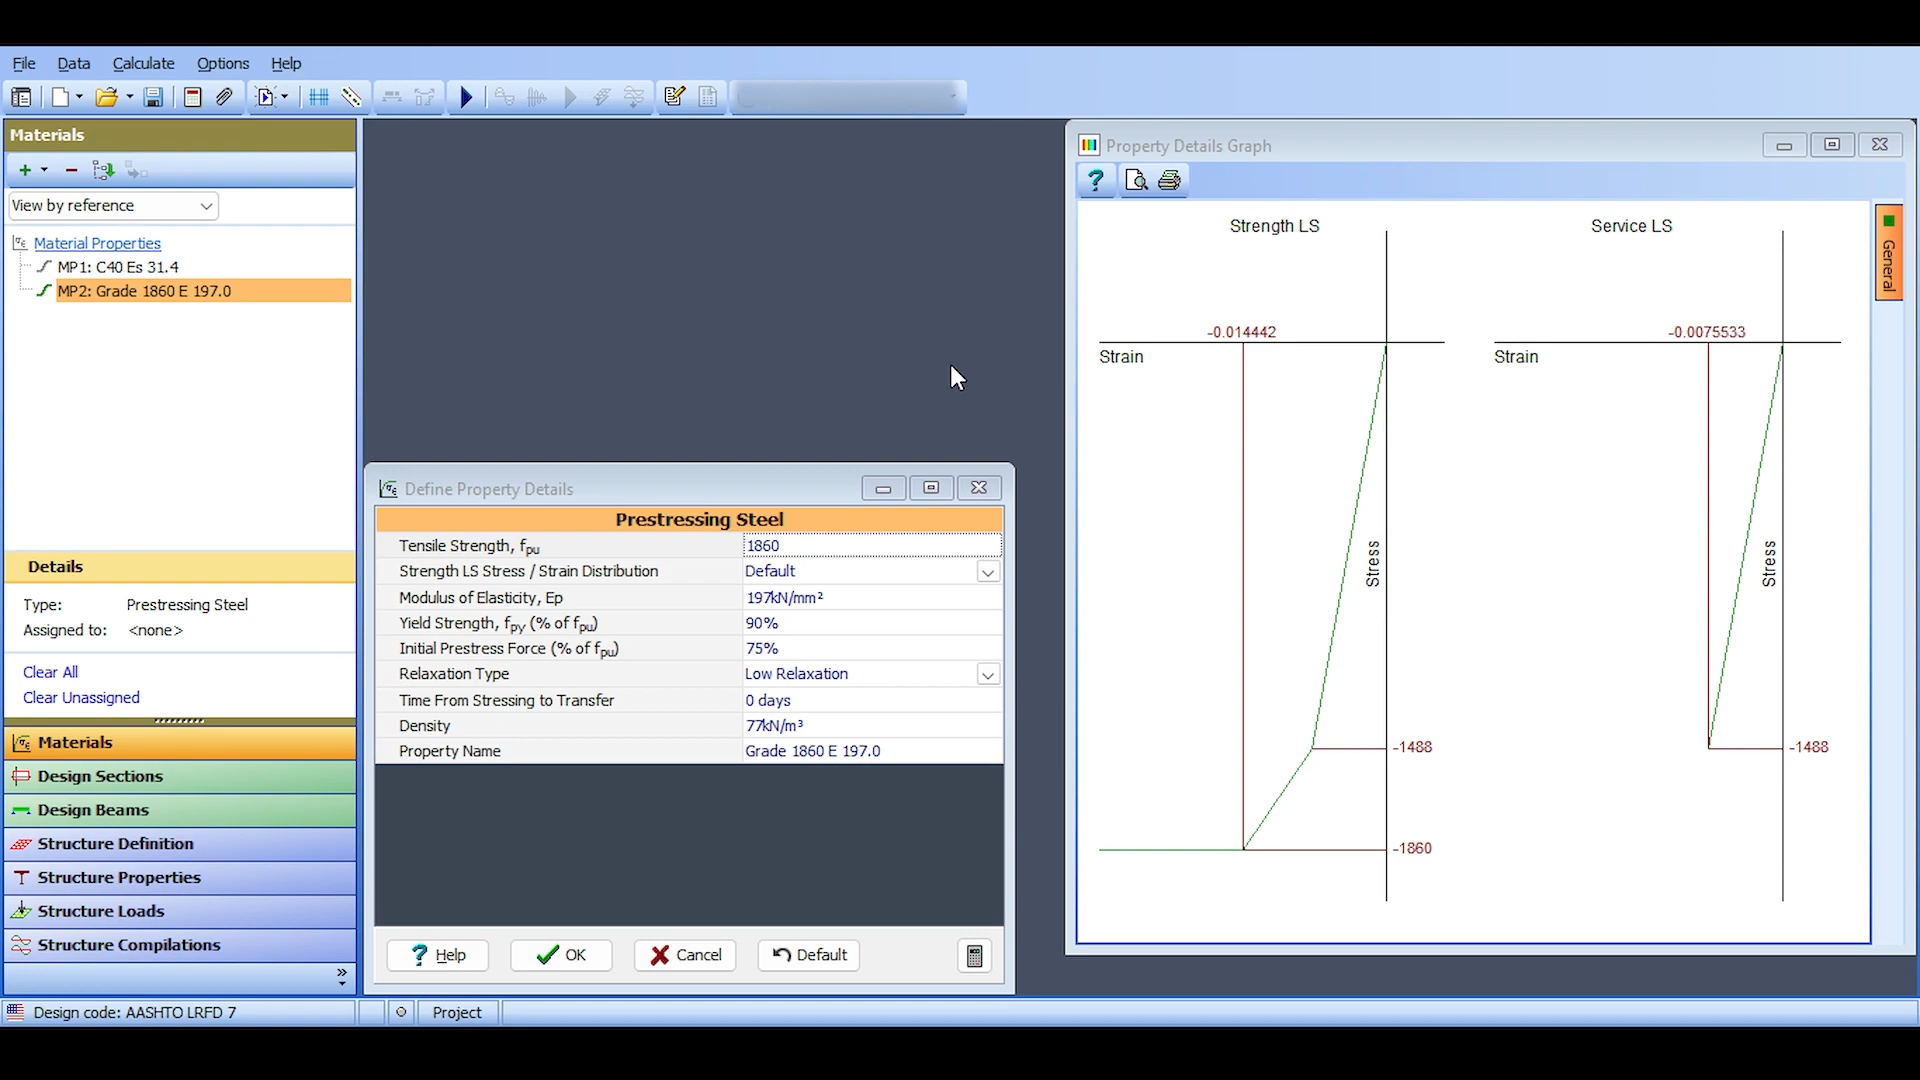 File Data Calculate Options Help
Materials
View by reference
Material Properties
MP1: C40 Es 31.4
MP2: Grade 1860 E 197.0
Details
Type: Prestressing Steel
Assigned to: <none>
Clear All
Clear Unassigned
Materials
Design Sections
Design Beams
Structure Definition
Structure Properties
Structure Loads
Structure Compilations
Design code: AASHTO LRFD 7 Project
Define Property Details
Prestressing Steel
Tensile Strength, fpu 1860
Strength LS Stress / Strain Distribution Default
Modulus of Elasticity, Ep 197kN/mm²
Yield Strength, fpy (% of fpu) 90%
Initial Prestress Force (% of fpu) 75%
Relaxation Type Low Relaxation
Time From Stressing to Transfer 0 days
Density 77kN/m³
Property Name Grade 1860 E 197.0
Help OK Cancel Default
Property Details Graph
General
Strength LS
-0.014442
Strain
Stress
-1488
-1860
Service LS
-0.0075533
Strain
Stress
-1488